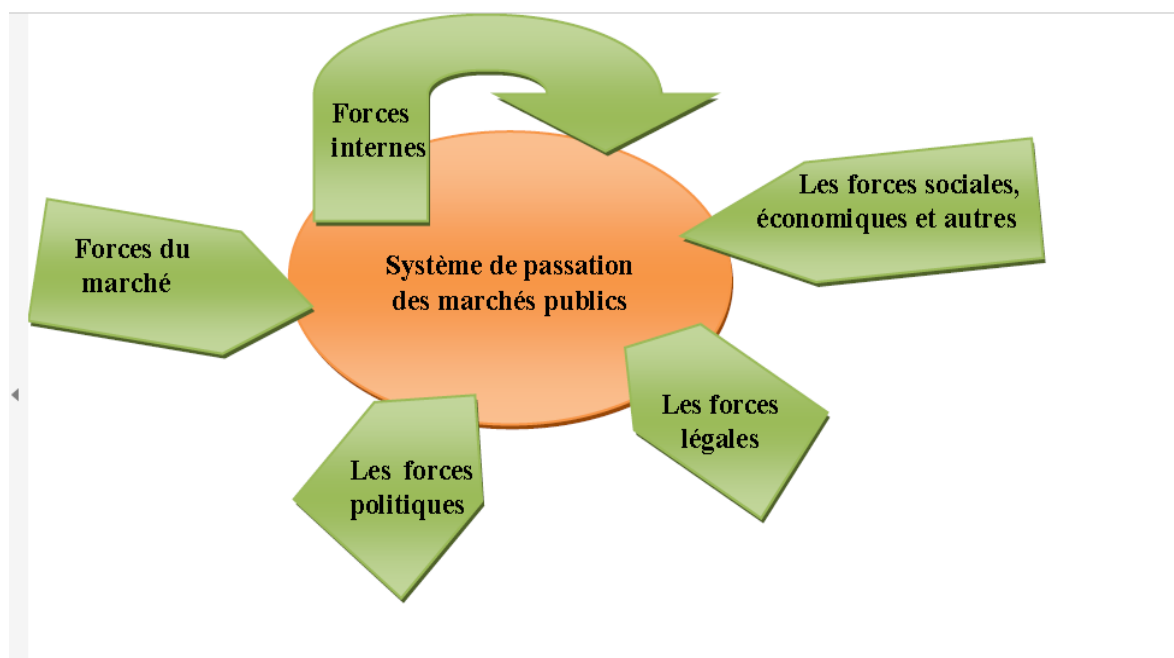 Forces
internes
Les forces sociales,
économiques et autres
Forces du
marché
Système de passation
des marchés publics
Les forces
légales
Les forces
politiques